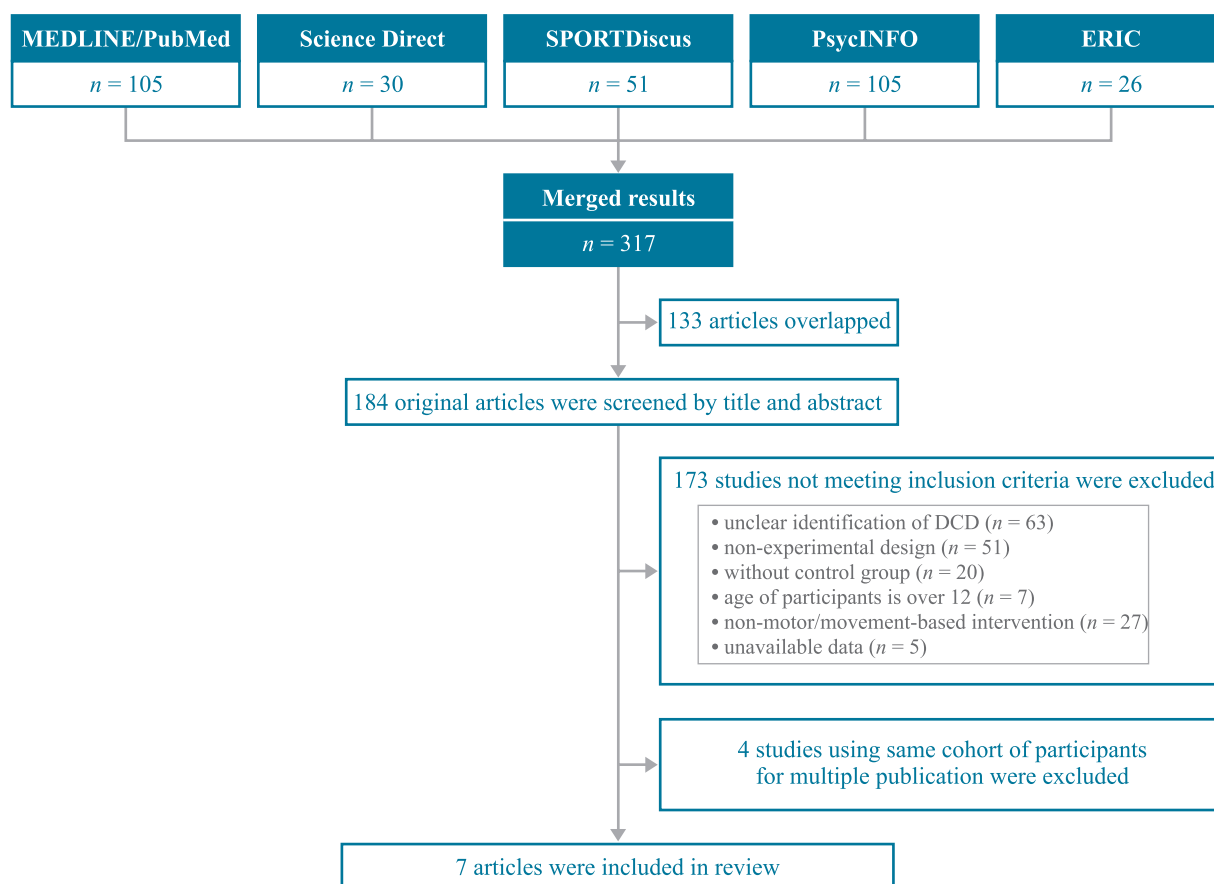 MEDLINE/PubMed
n = 105
Science Direct
n = 30
SPORTDiscus
n = 51
PsycINFO
n = 105
ERIC
n = 26
Merged results
n = 317
133 articles overlapped
184 original articles were screened by title and abstract
173 studies not meeting inclusion criteria were excluded
• unclear identification of DCD (n = 63)
• non-experimental design (n = 51)
• without control group (n = 20)
• age of participants is over 12 (n = 7)
• non-motor/movement-based intervention (n = 27)
• unavailable data (n = 5)
4 studies using same cohort of participants
for multiple publication were excluded
7 articles were included in review